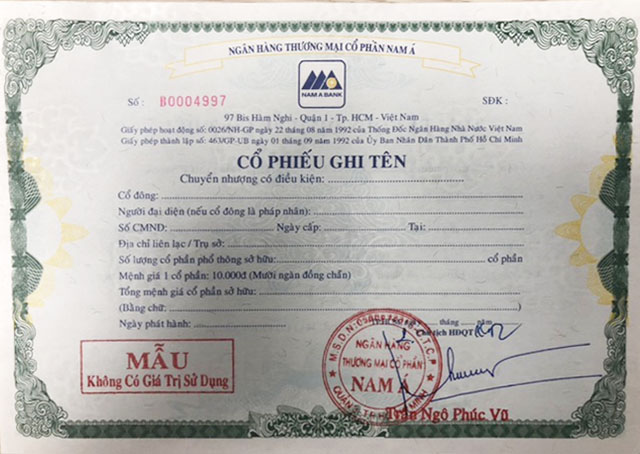 NGÂN HÀNG THƯƠNG MẠI CỔ PHẦN NAM Á
NAM A BANK
Số : B0004997 SĐK :
97 Bis Hàm Nghi - Quận 1 - Tp. HCM - Việt Nam
Giấy phép hoạt động số: 0026/NH-GP ngày 22 tháng 08 năm 1992 của Thống Đốc Ngân Hàng Nhà Nước Việt Nam
Giấy phép thành lập số: 463/GP-UB ngày 01 tháng 09 năm 1992 của Ủy Ban Nhân Dân Thành Phố Hồ Chí Minh
CỔ PHIẾU GHI TÊN
Chuyển nhượng có điều kiện:
Cổ đông:
Người đại diện (nếu cổ đông là pháp nhân):
Số CMND: Ngày cấp: Tại:
Địa chỉ liên lạc / Trụ sở:
Số lượng cổ phần phổ thông sở hữu: cổ phần
Mệnh giá 1 cổ phần: 10.000đ (Mười ngàn đồng chẵn)
Tổng mệnh giá cổ phần sở hữu:
(Bằng chữ:
Ngày phát hành: tháng năm
Chủ tịch HĐQT
MẪU
Không Có Giá Trị Sử Dụng
NGÂN HÀNG
THƯƠNG MẠI CỔ PHẦN
NAM Á
Trần Ngô Phúc Vũ